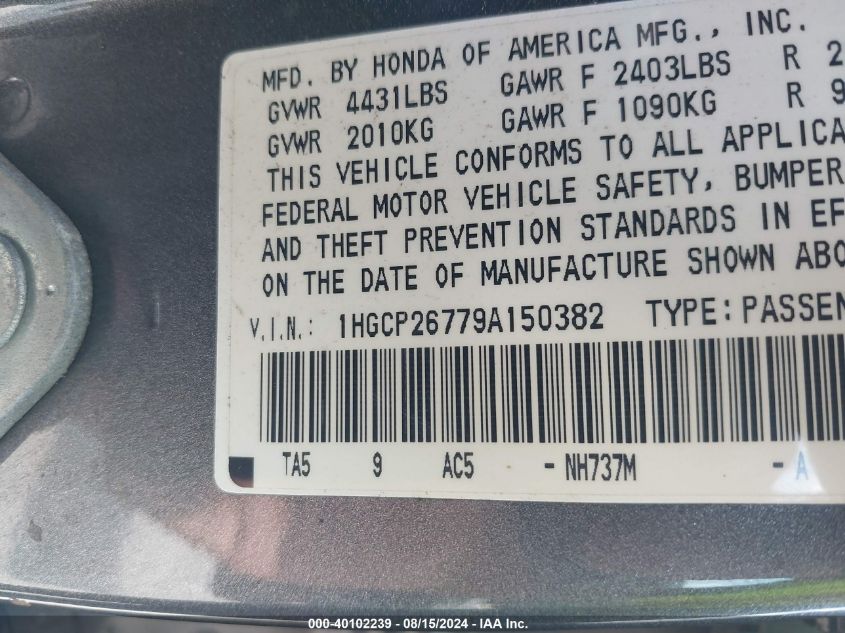 MFD. BY HONDA OF AMERICA MFG., INC.
GVWR 4431LBS GAWR F 2403LBS R 2
GVWR 2010KG GAWR F 1090KG R 9
THIS VEHICLE CONFORMS TO ALL APPLICA
FEDERAL MOTOR VEHICLE SAFETY, BUMPER
AND THEFT PREVENTION STANDARDS IN EF
ON THE DATE OF MANUFACTURE SHOWN ABO
V.I.N.: 1HGCP26779A150382 TYPE:PASSEN
TA5 9 AC5 - NH737M - A
000-40102239 - 08/15/2024 - IAA Inc.